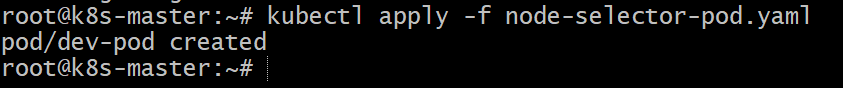 root@k8s-master:~# kubectl apply -f node-selector-pod.yaml
pod/dev-pod created
root@k8s-master:~#